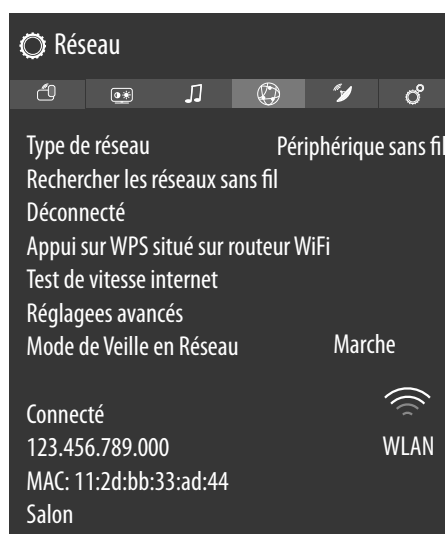 Réseau
Type de réseau Périphérique sans fil
Rechercher les réseaux sans fil
Déconnecté
Appui sur WPS situé sur routeur WiFi
Test de vitesse internet
Réglagees avancés
Mode de Veille en Réseau Marche
Connecté
123.456.789.000 WLAN
MAC: 11:2d:bb:33:ad:44
Salon